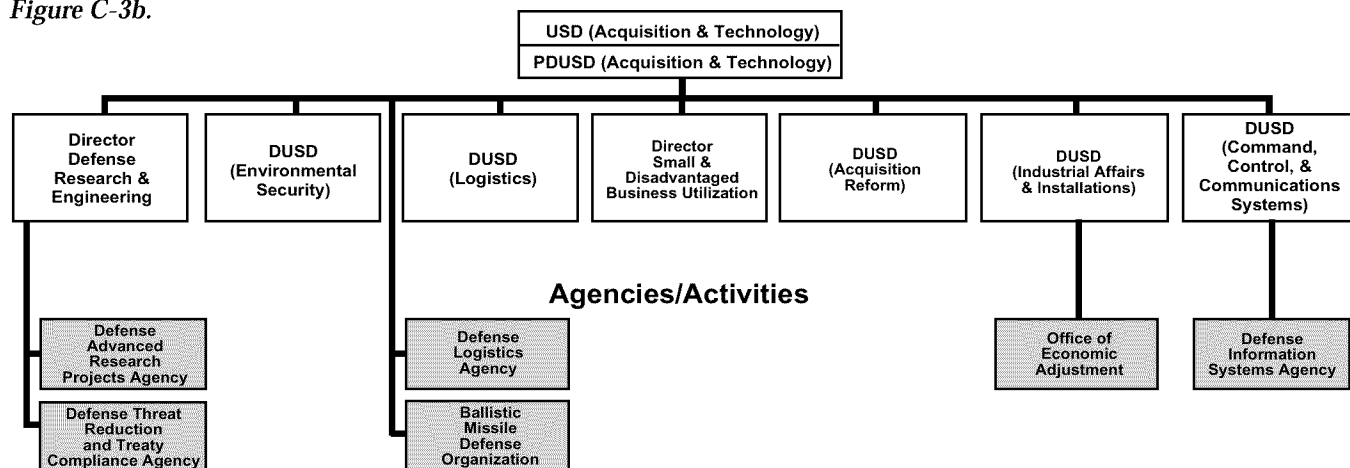 Figure C-3b.
USD (Acquisition & Technology)
PDUSD (Acquisition & Technology)
Director
Defense
Research &
Engineering
DUSD
(Environmental
Security)
DUSD
(Logistics)
Director
Small &
Disadvantaged
Business Utilization
DUSD
(Acquisition
Reform)
DUSD
(Industrial Affairs
& Installations)
DUSD
(Command,
Control, &
Communications
Systems)
Agencies/Activities
Defense
Advanced
Research
Projects Agency
Defense Threat
Reduction
and Treaty
Compliance Agency
Defense
Logistics
Agency
Ballistic
Missile
Defense
Organization
Office of
Economic
Adjustment
Defense
Information
Systems Agency